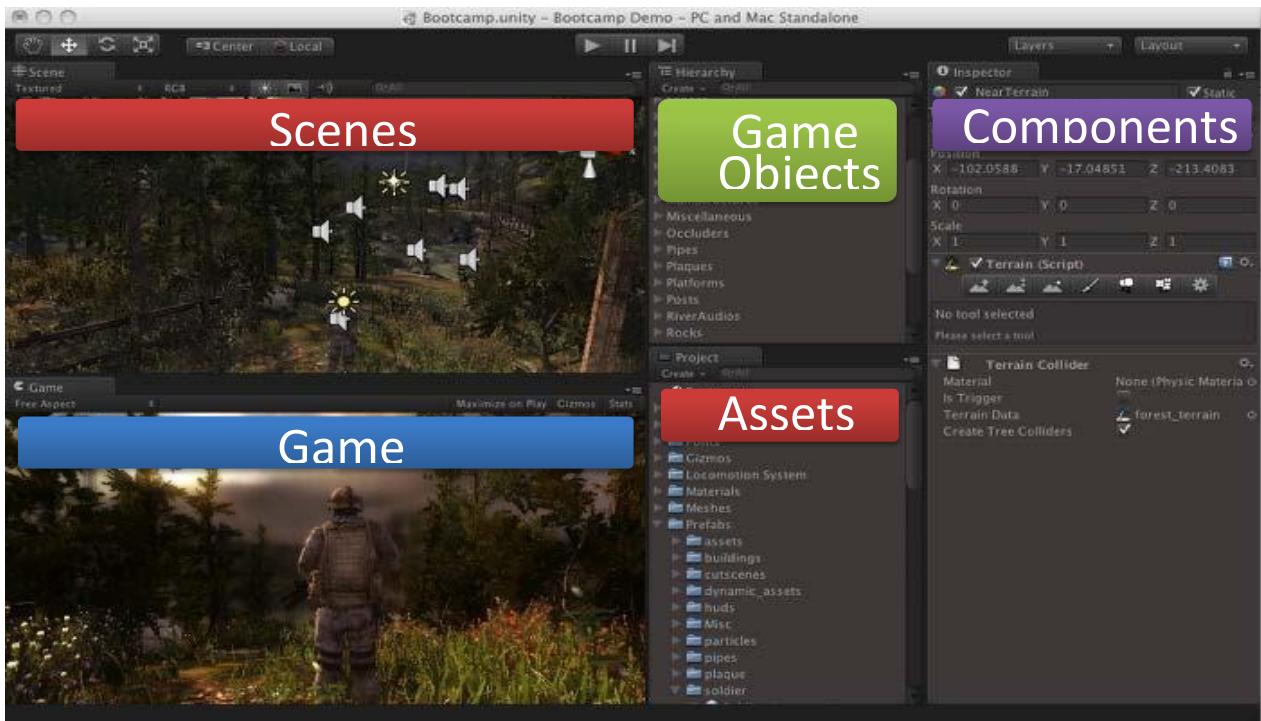 Bootcamp.unity – Bootcamp Demo – PC and Mac Standalone
Center Local
Layers Layout
Scene
Textured RGB
Scenes
Game
Free Aspect Maximize on Play Gizmos Stats
Game
Hierarchy
Create All
Game
Objects
Miscellaneous
Occluders
Pipes
Plaques
Platforms
Posts
RiverAudios
Rocks
Project
Create All
Assets
Fonts
Gizmos
Locomotion System
Materials
Meshes
Prefabs
assets
buildings
cutscenes
dynamic_assets
huds
Misc
particles
pipes
plaque
soldier
Inspector
NearTerrain Static
Components
Position
X -102.0588 Y -17.04851 Z -213.4083
Rotation
X 0 Y 0 Z 0
Scale
X 1 Y 1 Z 1
Terrain (Script)
No tool selected
Please select a tool
Terrain Collider
Material None (Physic Materia
Is Trigger
Terrain Data forest_terrain
Create Tree Colliders